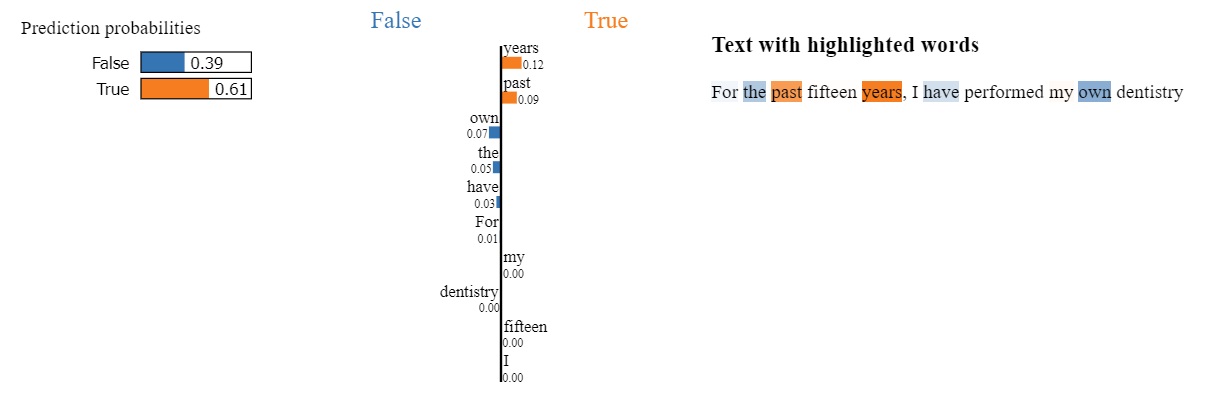 Prediction probabilities
False 0.39
True 0.61
False True
years
0.12
past
0.09
own
0.07
the
0.05
have
0.03
For
0.01
my
0.00
dentistry
0.00
fifteen
0.00
I
0.00
Text with highlighted words
For the past fifteen years, I have performed my own dentistry